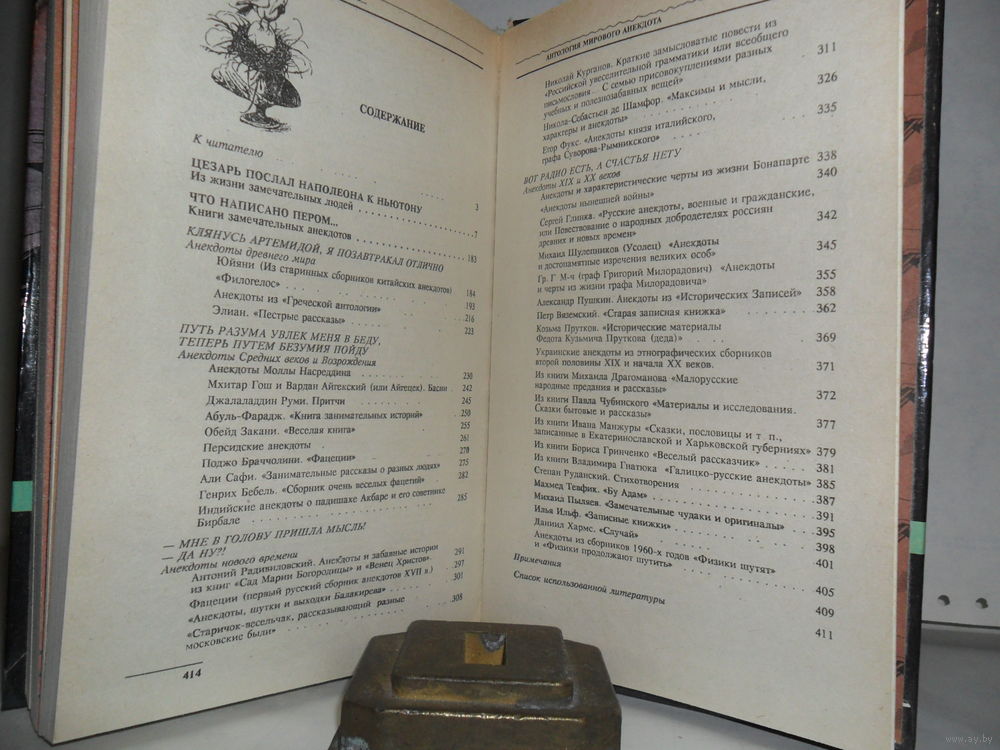 СОДЕРЖАНИЕ
К читателю . . . 3
ЦЕЗАРЬ ПОСЛАЛ НАПОЛЕОНА К НЬЮТОНУ
Из жизни замечательных людей . . . 7
ЧТО НАПИСАНО ПЕРОМ...
Книги замечательных анекдотов . . . 183
КЛЯНУСЬ АРТЕМИДОЙ, Я ПОЗАВТРАКАЛ ОТЛИЧНО
Анекдоты древнего мира
Юйяни (Из старинных сборников китайских анекдотов) 184
«Филогелос» . . . 193
Анекдоты из «Греческой антологии» . . . 216
Элиан. «Пестрые рассказы» . . . 223
ПУТЬ РАЗУМА УВЛЕК МЕНЯ В БЕДУ,
ТЕПЕРЬ ПУТЕМ БЕЗУМИЯ ПОЙДУ
Анекдоты Средних веков и Возрождения
Анекдоты Моллы Насреддина . . . 230
Мхитар Гош и Вардан Айгекский (или Айгецек). Басни . 242
Джалаладдин Руми. Притчи . . . 245
Абуль-Фарадж. «Книга занимательных историй» . . 250
Обейд Закани. «Веселая книга» . . . 255
Персидские анекдоты . . . 261
Поджо Браччолини. «Фацеции» . . . 270
Али Сафи. «Занимательные рассказы о разных людях» 275
Генрих Бебель. «Сборник очень веселых фацетий» . . 282
Индийские анекдоты о падишахе Акбаре и его советнике
Бирбале . . . 285
— МНЕ В ГОЛОВУ ПРИШЛА МЫСЛЬ!
— ДА НУ?!
Анекдоты нового времени
Антоний Радивиловский. Анекдоты и забавные истории
из книг «Сад Марии Богородицы» и «Венец Христов» . 291
Фацеции (первый русский сборник анекдотов XVII в.) 297
«Анекдоты, шутки и выходки Балакирева» . . . 301
«Старичок-весельчак, рассказывающий разные
московские были» . . . 308
414
АНТОЛОГИЯ МИРОВОГО АНЕКДОТА
Николай Курганов. Краткие замысловатые повести из
«Российской увеселительной грамматики или всеобщего
письмословия... С семью присовокуплениями разных
учебных и полезнозабавных вещей» 311
Никола-Себастьен де Шамфор. «Максимы и мысли,
характеры и анекдоты» . . . 326
Егор Фукс. «Анекдоты князя италийского,
графа Суворова-Рымникского» . . . 335
ВОТ РАДИО ЕСТЬ, А СЧАСТЬЯ НЕТУ
Анекдоты XIX и XX веков
Анекдоты и характеристические черты из жизни Бонапарте 338
«Анекдоты нынешней войны» . . . 340
Сергей Глинка. «Русские анекдоты, военные и гражданские,
или Повествование о народных добродетелях россиян
древних и новых времен» . . . 342
Михаил Шулепников (Усолец) «Анекдоты
и достопамятные изречения великих особ» . . . 345
Гр. Г М-ч (граф Григорий Милорадович) «Анекдоты
и черты из жизни графа Милорадовича» . . . 355
Александр Пушкин. Анекдоты из «Исторических Записей» 358
Петр Вяземский. «Старая записная книжка» . . . 362
Козьма Прутков. «Исторические материалы
Федота Кузьмича Пруткова (деда)» . . . 369
Украинские анекдоты из этнографических сборников
второй половины XIX и начала XX веков. . . . 371
Из книги Михаила Драгоманова «Малорусские
народные предания и рассказы» . . . 372
Из книги Павла Чубинского «Материалы и исследования.
Сказки бытовые и рассказы» . . . 377
Из книги Ивана Манжуры «Сказки, пословицы и т. п.,
записанные в Екатеринославской и Харьковской губерниях» 379
Из книги Бориса Гринченко «Веселый рассказчик» . . . 381
Из книги Владимира Гнатюка «Галицко-русские анекдоты» 385
Степан Руданский. Стихотворения . . . 387
Махмед Тевфик. «Бу Адам» . . . 391
Михаил Пыляев. «Замечательные чудаки и оригиналы» . . . 395
Илья Ильф. «Записные книжки» . . . 398
Даниил Хармс. «Случаи» . . . 401
Анекдоты из сборников 1960-х годов «Физики шутят»
и «Физики продолжают шутить» . . . 405
Примечания . . . 409
Список использованной литературы . . . 411
www.ay.by